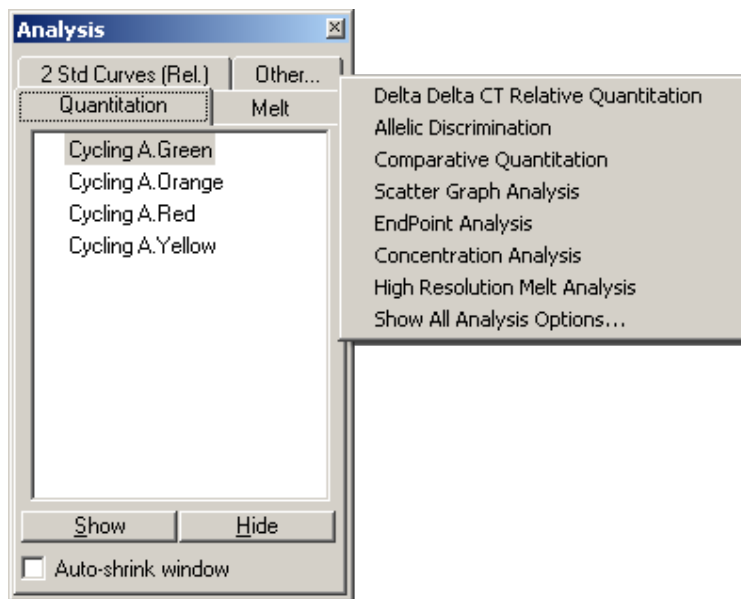 Analysis
2 Std Curves (Rel.) Other...
Quantitation Melt
Cycling A.Green
Cycling A.Orange
Cycling A.Red
Cycling A.Yellow
Show Hide
Auto-shrink window
Delta Delta CT Relative Quantitation
Allelic Discrimination
Comparative Quantitation
Scatter Graph Analysis
EndPoint Analysis
Concentration Analysis
High Resolution Melt Analysis
Show All Analysis Options...